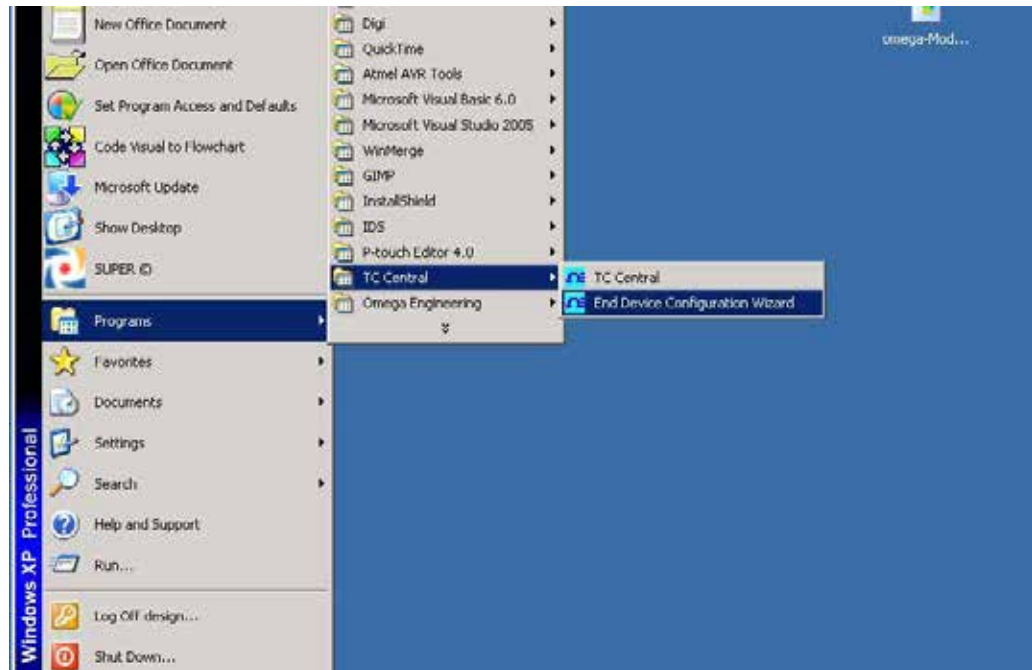 New Office Document
Open Office Document
Set Program Access and Defaults
Code Visual to Flowchart
Microsoft Update
Show Desktop
SUPER ©
Programs
Favorites
Documents
Settings
Search
Help and Support
Run...
Log Off design...
Shut Down...
Windows XP Professional
Digi
QuickTime
Atmel AVR Tools
Microsoft Visual Basic 6.0
Microsoft Visual Studio 2005
WinMerge
GIMP
InstallShield
IDS
P-touch Editor 4.0
TC Central
Omega Engineering
TC Central
End Device Configuration Wizard
omega-Mod...